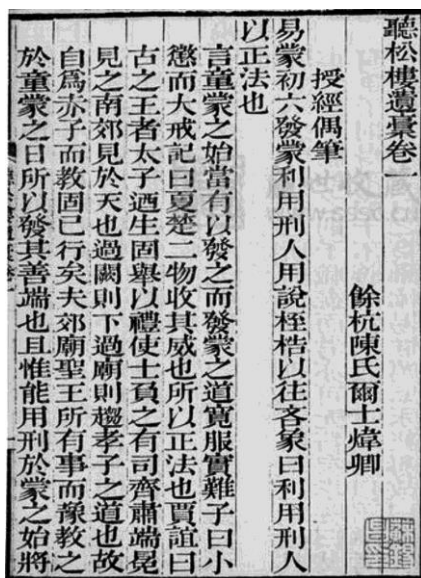 聽松樓遺稾卷一
餘杭陳氏爾士煒卿
授經偶筆
易蒙初六發蒙利用刑人用說桎梏以往吝象曰利用刑人
以正法也
言童蒙之始當有以發之而發蒙之道寬服實難子曰小
懲而大戒記曰夏楚二物收其威也所以正法也賈誼曰
古之王者太子迺生固舉以禮使士負之有司齊肅端冕
見之南郊見於天也過闕則下過廟則趨孝子之道也故
自爲赤子而教固已行矣夫郊廟聖王所有事而豫教之
於童蒙之日所以發其善端也且惟能用刑於蒙之始將